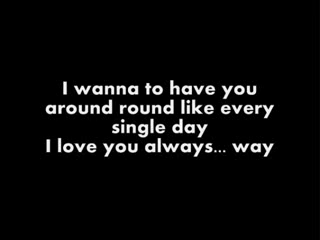 I wanna to have you
around round like every
single day
I love you always... way